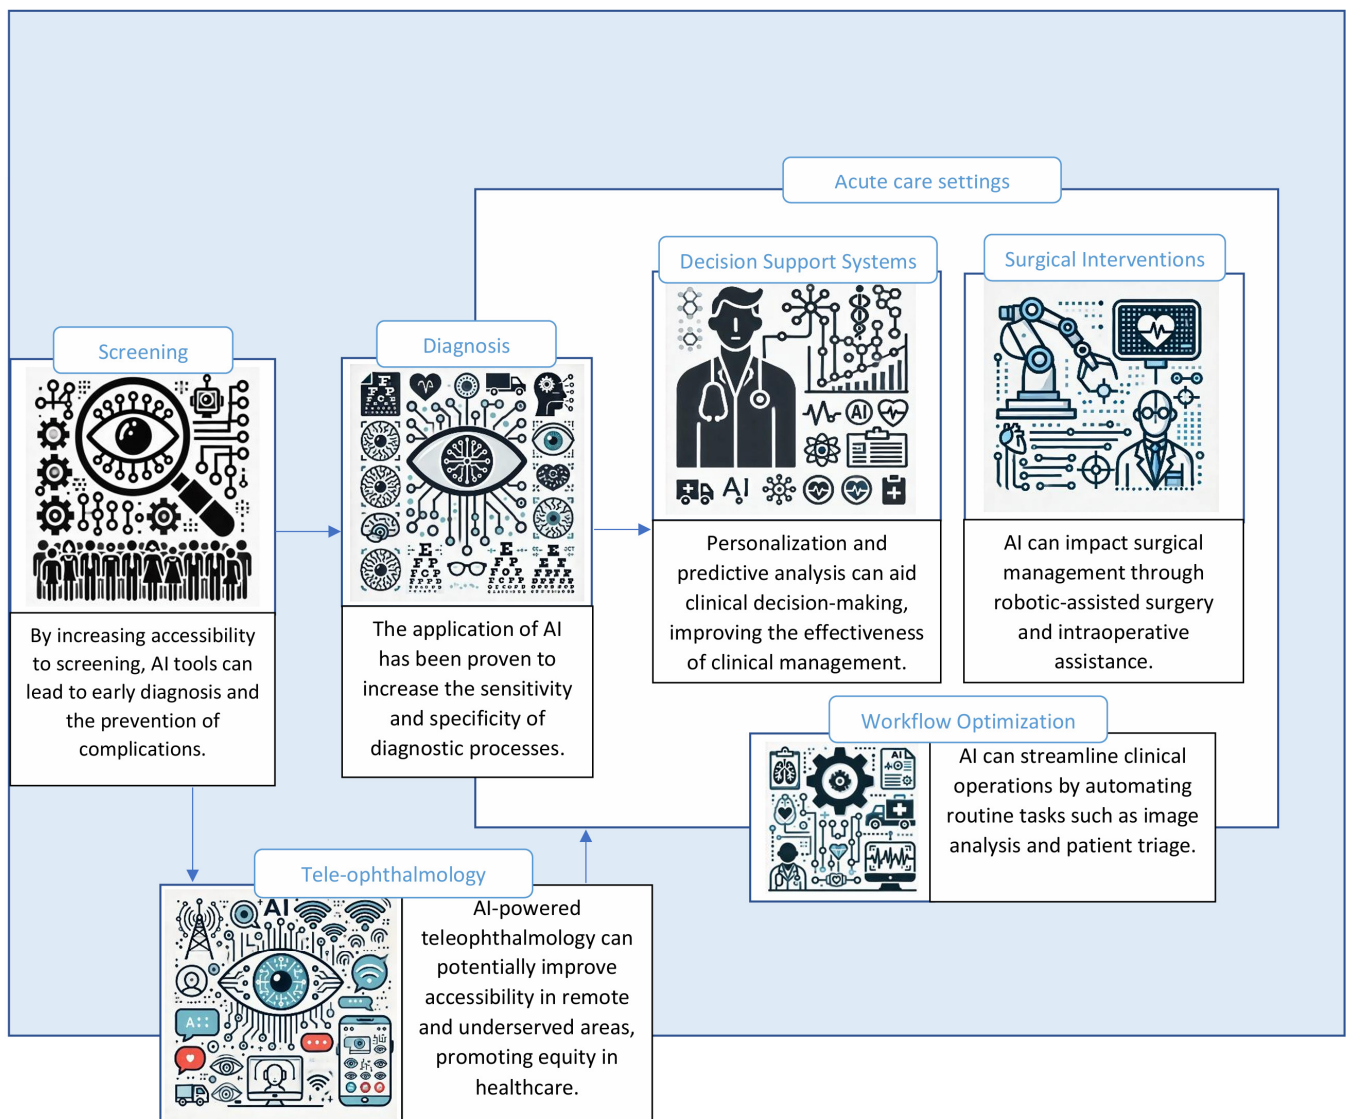 Acute care settings
Decision Support Systems
Surgical Interventions
Screening
Diagnosis
AI
AI
Personalization and
predictive analysis can aid
clinical decision-making,
improving the effectiveness
of clinical management.
AI can impact surgical
management through
robotic-assisted surgery
and intraoperative
assistance.
By increasing accessibility
to screening, AI tools can
lead to early diagnosis and
the prevention of
complications.
The application of AI
has been proven to
increase the sensitivity
and specificity of
diagnostic processes.
Workflow Optimization
AI
AI can streamline clinical
operations by automating
routine tasks such as image
analysis and patient triage.
Tele-ophthalmology
AI
AI-powered
teleophthalmology can
potentially improve
accessibility in remote
and underserved areas,
promoting equity in
healthcare.